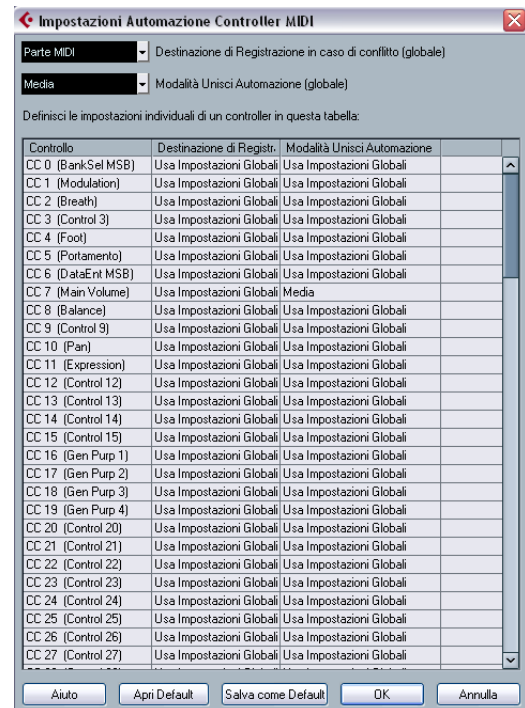 Impostazioni Automazione Controller MIDI
Parte MIDI Destinazione di Registrazione in caso di conflitto (globale)
Media Modalità Unisci Automazione (globale)
Definisci le impostazioni individuali di un controller in questa tabella:
Controllo Destinazione di Registr. Modalità Unisci Automazione
CC 0 (BankSel MSB) Usa Impostazioni Globali Usa Impostazioni Globali
CC 1 (Modulation) Usa Impostazioni Globali Usa Impostazioni Globali
CC 2 (Breath) Usa Impostazioni Globali Usa Impostazioni Globali
CC 3 (Control 3) Usa Impostazioni Globali Usa Impostazioni Globali
CC 4 (Foot) Usa Impostazioni Globali Usa Impostazioni Globali
CC 5 (Portamento) Usa Impostazioni Globali Usa Impostazioni Globali
CC 6 (DataEnt MSB) Usa Impostazioni Globali Usa Impostazioni Globali
CC 7 (Main Volume) Usa Impostazioni Globali Media
CC 8 (Balance) Usa Impostazioni Globali Usa Impostazioni Globali
CC 9 (Control 9) Usa Impostazioni Globali Usa Impostazioni Globali
CC 10 (Pan) Usa Impostazioni Globali Usa Impostazioni Globali
CC 11 (Expression) Usa Impostazioni Globali Usa Impostazioni Globali
CC 12 (Control 12) Usa Impostazioni Globali Usa Impostazioni Globali
CC 13 (Control 13) Usa Impostazioni Globali Usa Impostazioni Globali
CC 14 (Control 14) Usa Impostazioni Globali Usa Impostazioni Globali
CC 15 (Control 15) Usa Impostazioni Globali Usa Impostazioni Globali
CC 16 (Gen Purp 1) Usa Impostazioni Globali Usa Impostazioni Globali
CC 17 (Gen Purp 2) Usa Impostazioni Globali Usa Impostazioni Globali
CC 18 (Gen Purp 3) Usa Impostazioni Globali Usa Impostazioni Globali
CC 19 (Gen Purp 4) Usa Impostazioni Globali Usa Impostazioni Globali
CC 20 (Control 20) Usa Impostazioni Globali Usa Impostazioni Globali
CC 21 (Control 21) Usa Impostazioni Globali Usa Impostazioni Globali
CC 22 (Control 22) Usa Impostazioni Globali Usa Impostazioni Globali
CC 23 (Control 23) Usa Impostazioni Globali Usa Impostazioni Globali
CC 24 (Control 24) Usa Impostazioni Globali Usa Impostazioni Globali
CC 25 (Control 25) Usa Impostazioni Globali Usa Impostazioni Globali
CC 26 (Control 26) Usa Impostazioni Globali Usa Impostazioni Globali
CC 27 (Control 27) Usa Impostazioni Globali Usa Impostazioni Globali
Aiuto Apri Default Salva come Default OK Annulla